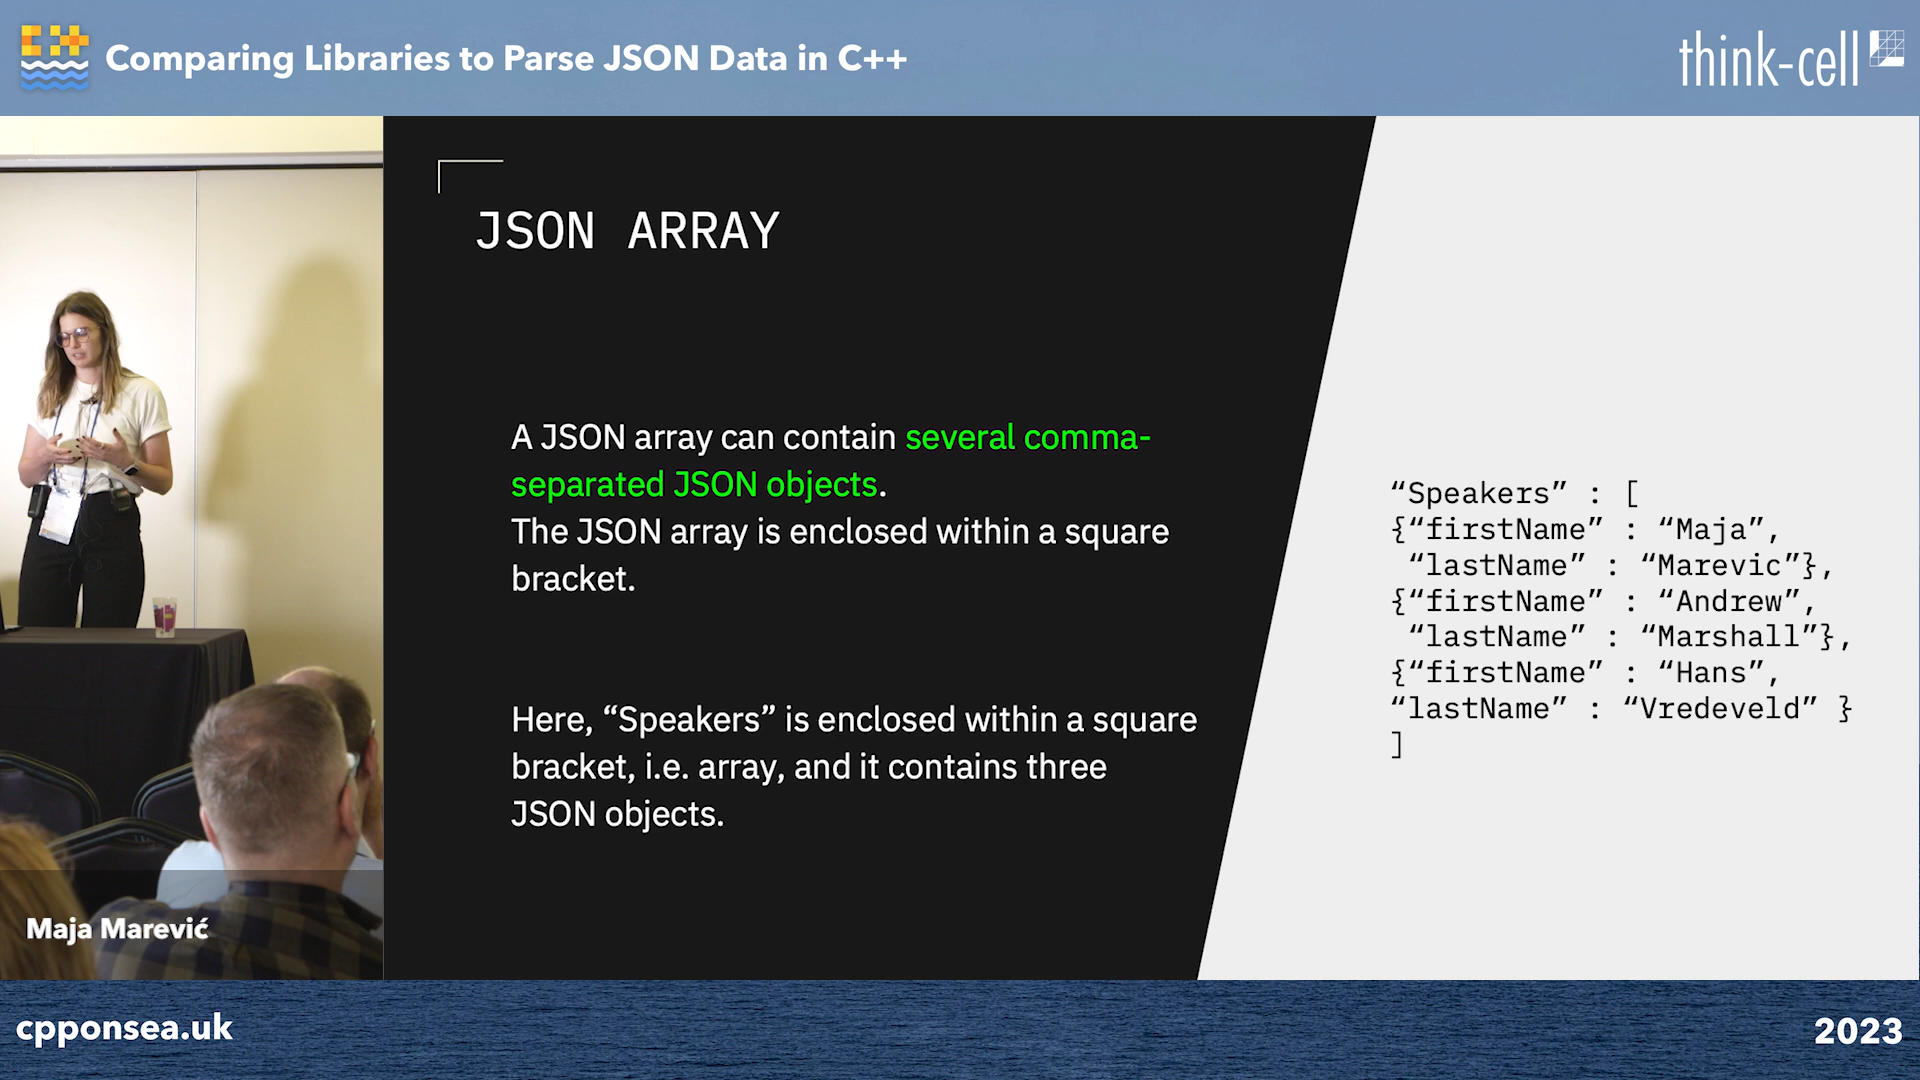 Comparing Libraries to Parse JSON Data in C++
think-cell
JSON ARRAY
A JSON array can contain several comma-
separated JSON objects.
The JSON array is enclosed within a square
bracket.
Here, “Speakers” is enclosed within a square
bracket, i.e. array, and it contains three
JSON objects.
“Speakers” : [
{“firstName” : “Maja”,
“lastName” : “Marevic”},
{“firstName” : “Andrew”,
“lastName” : “Marshall”},
{“firstName” : “Hans”,
“lastName” : “Vredeveld” }
]
Maja Marević
cpponsea.uk
2023